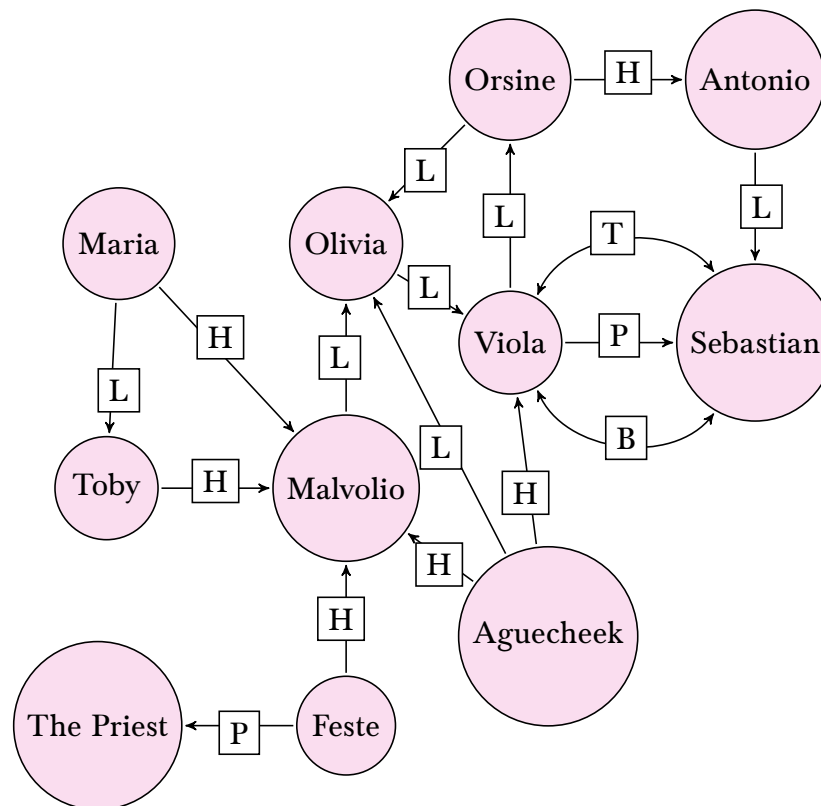 Orsine
H
Antonio
L
L
L
Maria
Olivia
T
L
H
Viola
P
Sebastian
L
L
B
L
Toby
H
Malvolio
H
H
H
Aguecheek
The Priest
P
Feste